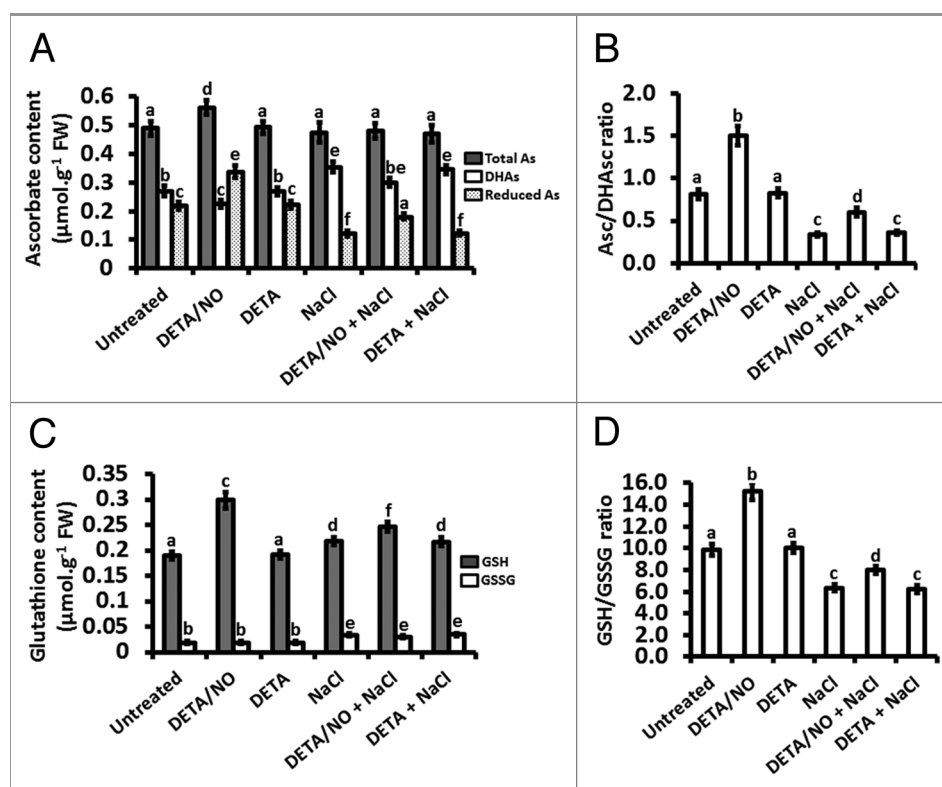 A
Ascorbate content
(μmol.g-1 FW)
0.6
0.5
0.4
0.3
0.2
0.1
0
a
b
c
d
c
e
a
b
c
a
e
f
a
be
a
a
e
f
Total As
DHAs
Reduced As
Untreated
DETA/NO
DETA
NaCl
DETA/NO + NaCl
DETA + NaCl
B
Asc/DHAsc ratio
2.0
1.5
1.0
0.5
0.0
a
b
a
c
d
c
Untreated
DETA/NO
DETA
NaCl
DETA/NO + NaCl
DETA + NaCl
C
Glutathione content
(μmol.g-1 FW)
0.35
0.3
0.25
0.2
0.15
0.1
0.05
0
a
b
c
b
a
b
d
e
f
e
d
e
GSH
GSSG
Untreated
DETA/NO
DETA
NaCl
DETA/NO + NaCl
DETA + NaCl
D
GSH/GSSG ratio
16.0
14.0
12.0
10.0
8.0
6.0
4.0
2.0
0.0
a
b
a
c
d
c
Untreated
DETA/NO
DETA
NaCl
DETA/NO + NaCl
DETA + NaCl